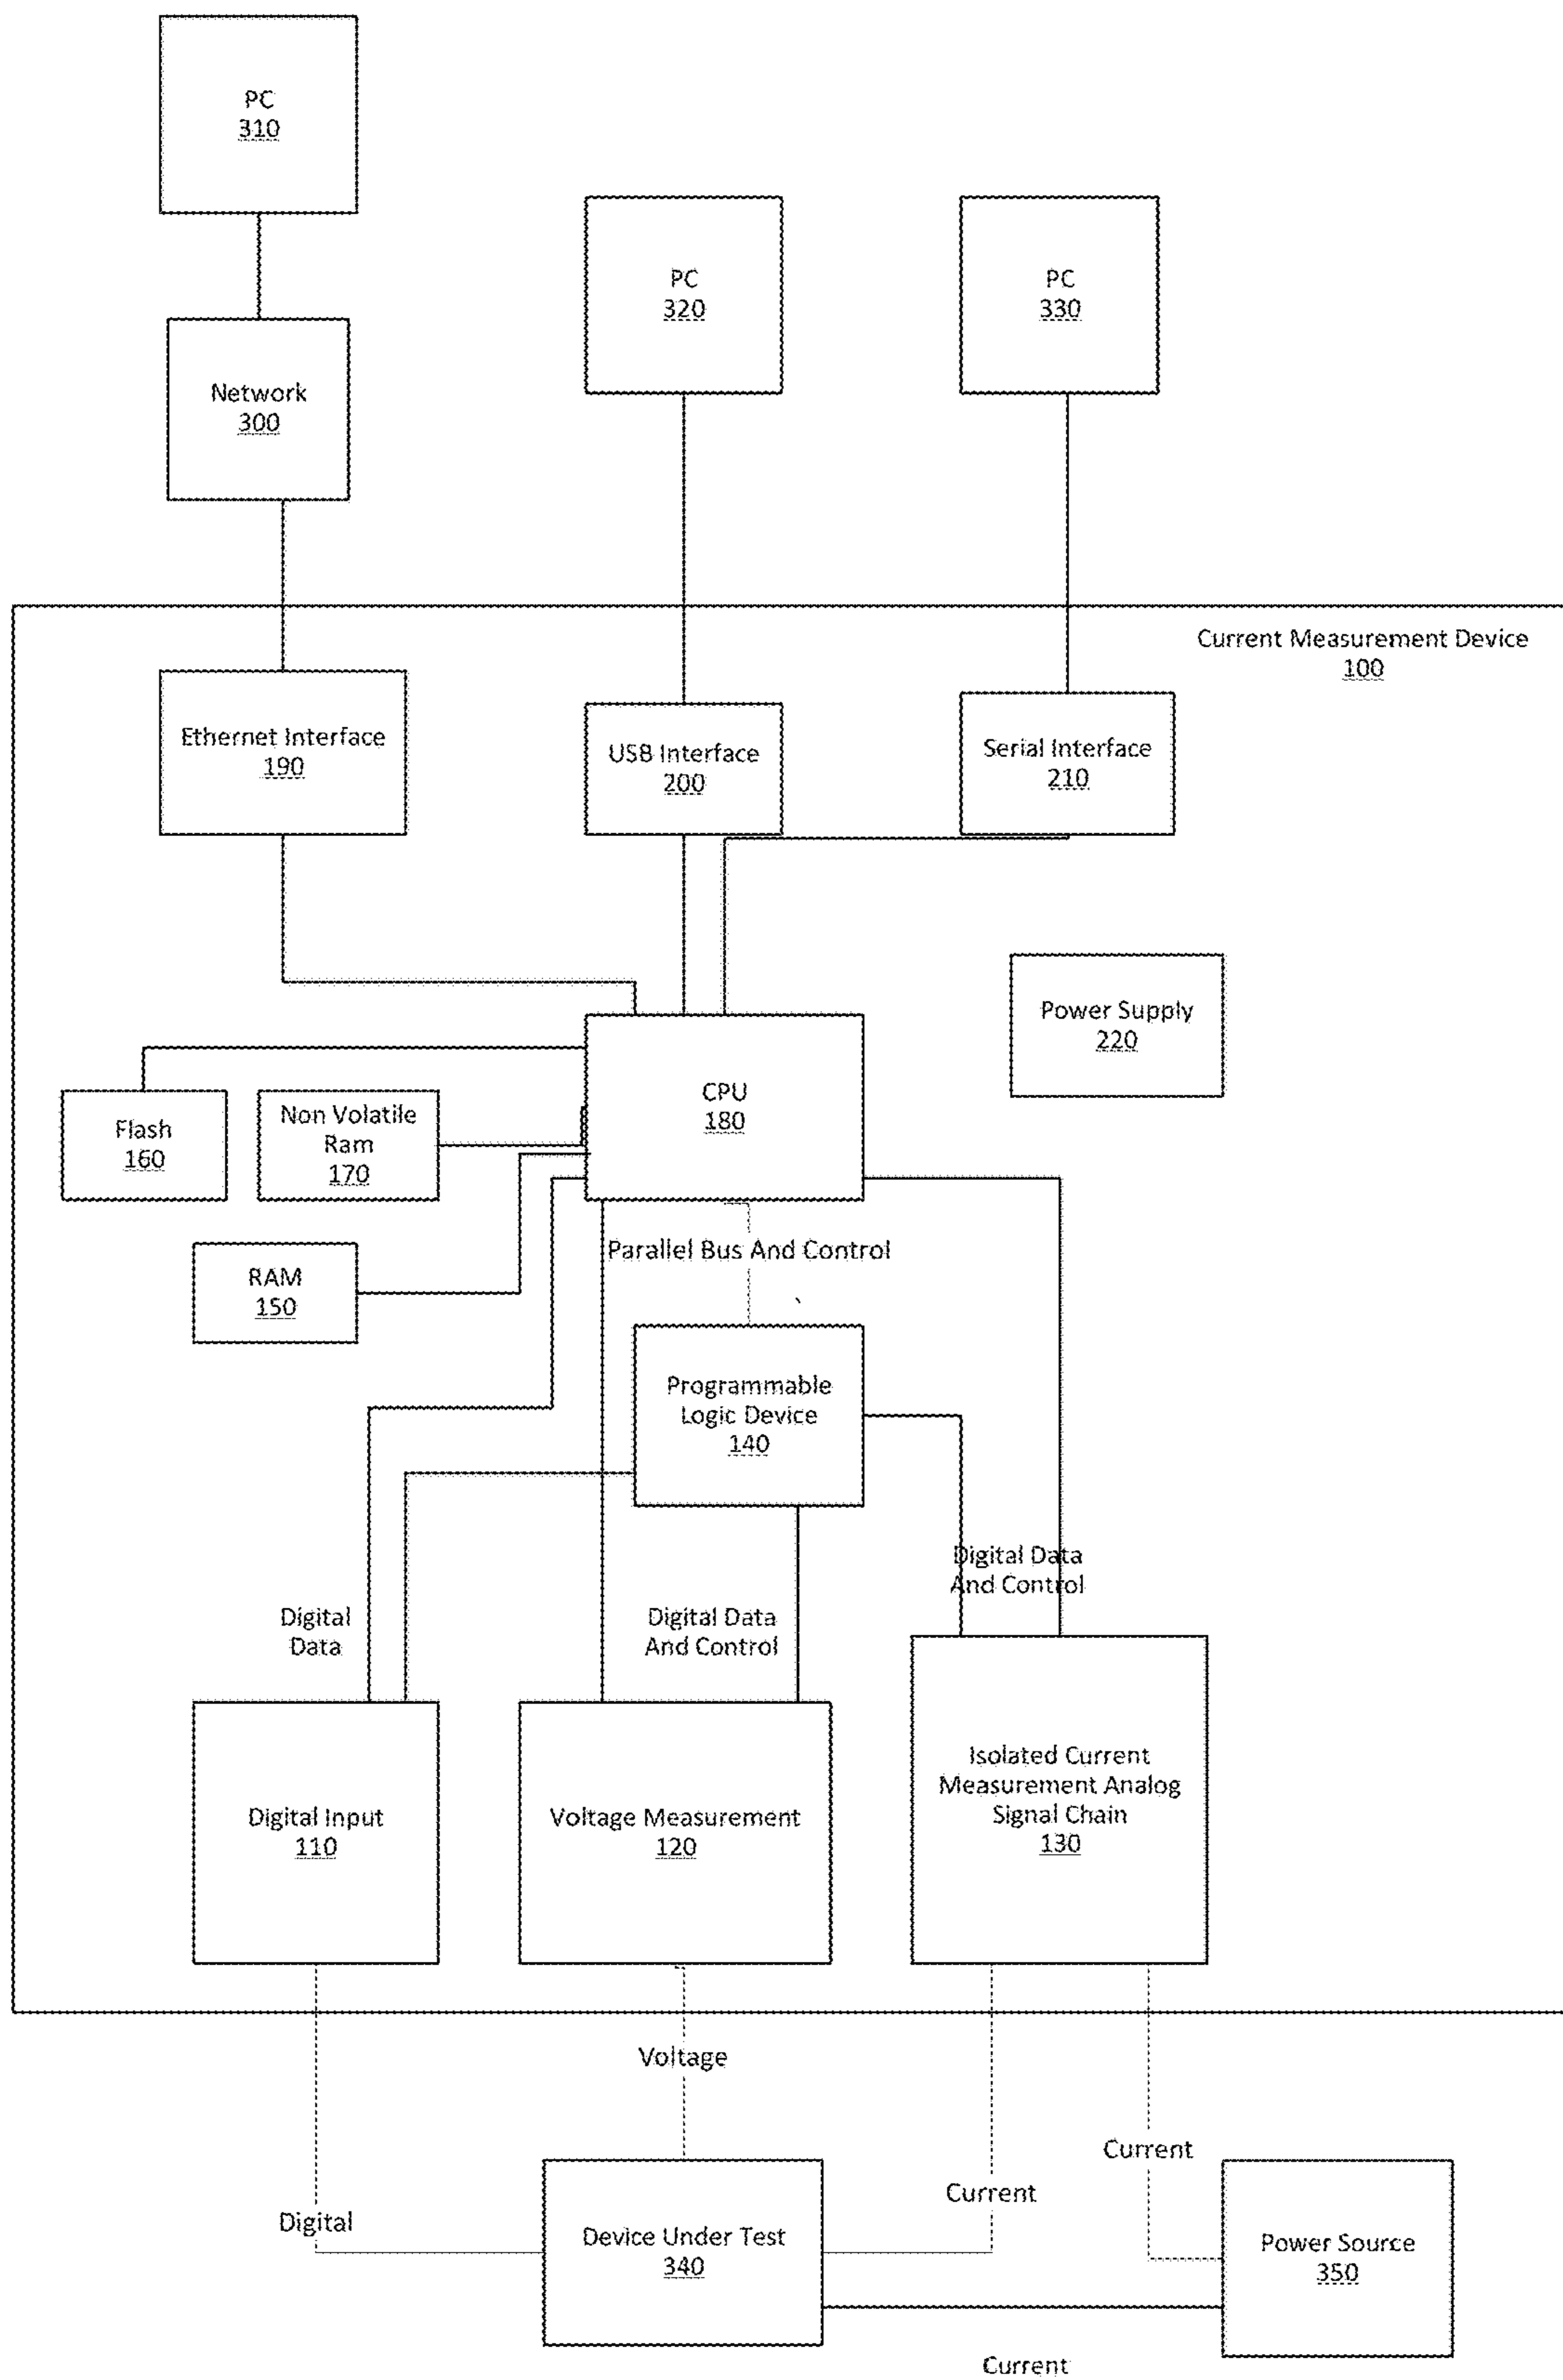 PC
310
PC
320
PC
330
Network
300
Current Measurement Device
100
Ethernet Interface
190
USB Interface
200
Serial Interface
210
Power Supply
220
CPU
180
Flash
160
Non Volatile
Ram
170
Parallel Bus And Control
RAM
150
Programmable
Logic Device
140
Digital Data
And Control
Digital
Data
Digital Data
And Control
Isolated Current
Measurement Analog
Signal Chain
130
Digital Input
110
Voltage Measurement
120
Voltage
Current
Current
Digital
Device Under Test
340
Power Source
350
Current